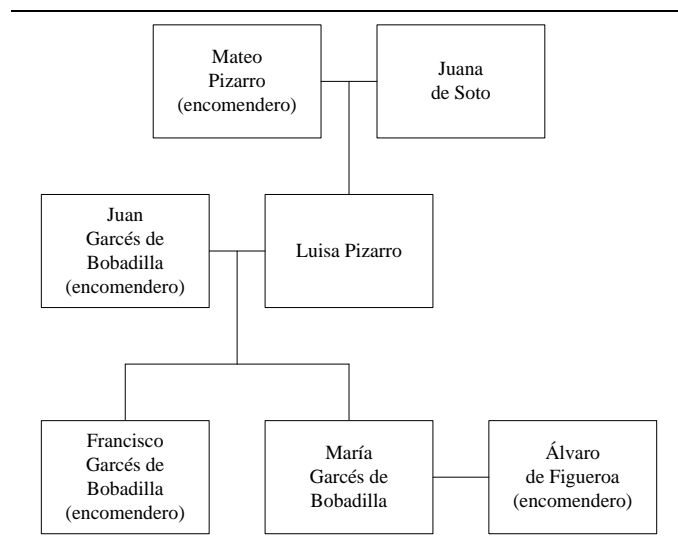 Mateo
Pizarro
(encomendero)
Juana
de Soto
Juan
Garcés de
Bobadilla
(encomendero)
Luisa Pizarro
Francisco
Garcés de
Bobadilla
(encomendero)
María
Garcés de
Bobadilla
Álvaro
de Figueroa
(encomendero)